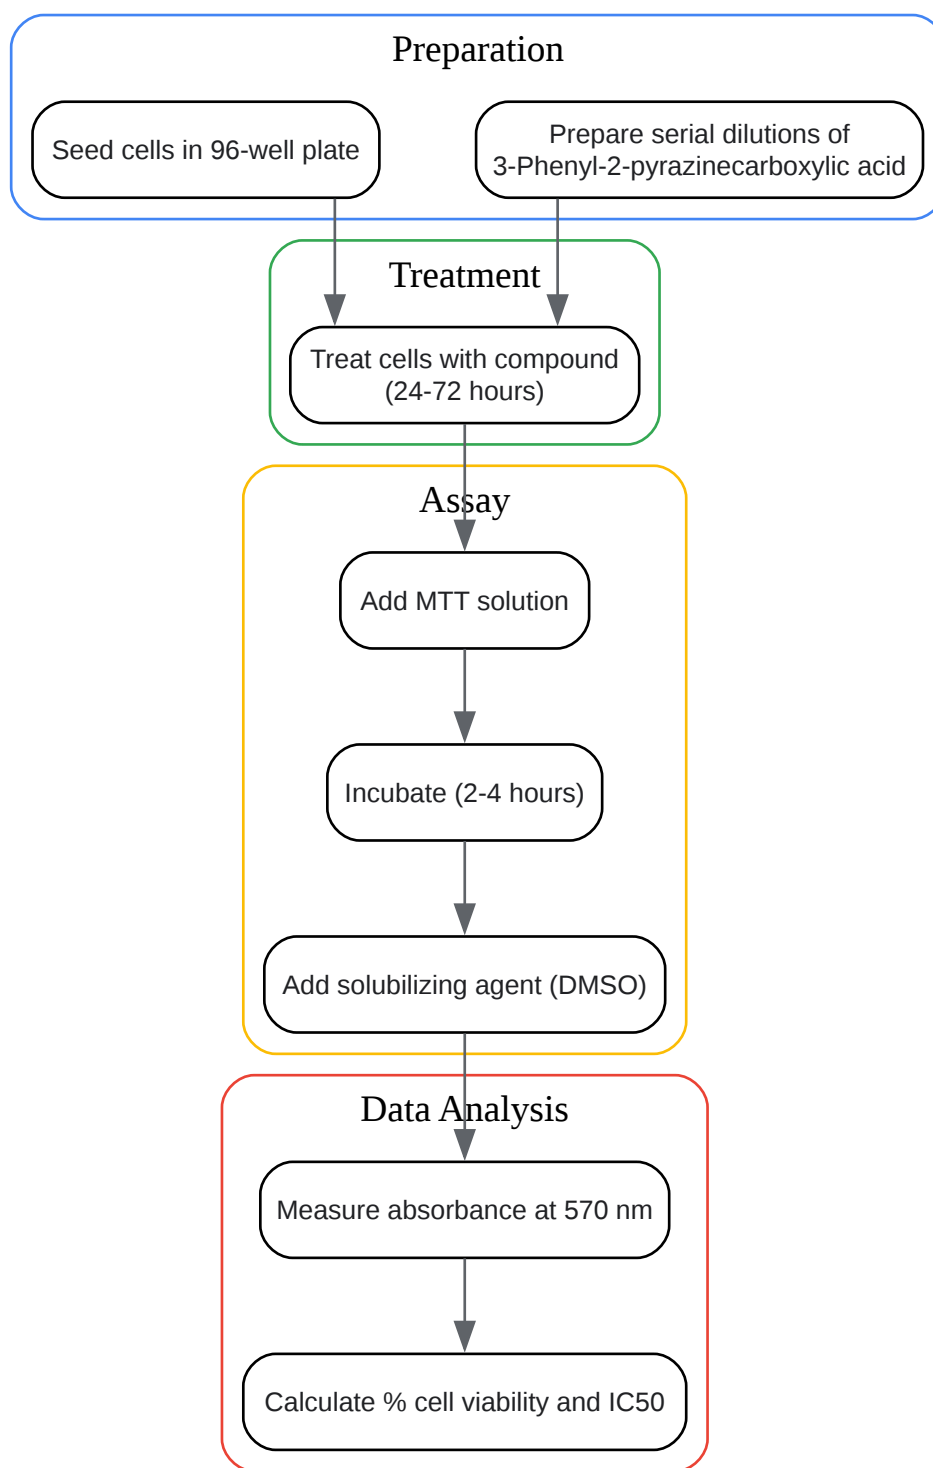 Preparation
Seed cells in 96-well plate
Prepare serial dilutions of
3-Phenyl-2-pyrazinecarboxylic acid
Treatment
Treat cells with compound
(24-72 hours)
Assay
Add MTT solution
Incubate (2-4 hours)
Add solubilizing agent (DMSO)
Data Analysis
Measure absorbance at 570 nm
Calculate % cell viability and IC50